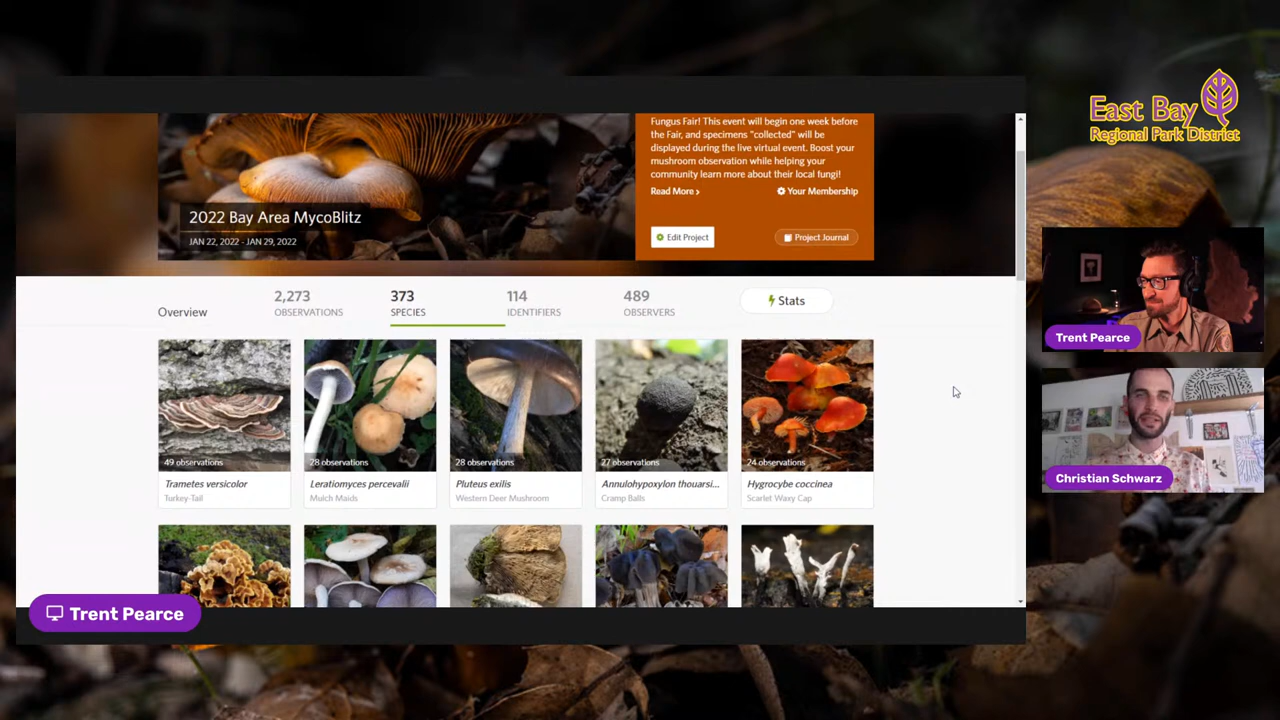 East Bay
Regional Park District
Fungus Fair! This event will begin one week before
the Fair, and specimens "collected" will be
displayed during the live virtual event. Boost your
mushroom observation while helping your
community learn more about their local fungi!
Read More >
Your Membership
2022 Bay Area MycoBlitz
JAN 22, 2022 - JAN 29, 2022
Edit Project
Project Journal
Overview
2,273
OBSERVATIONS
373
SPECIES
114
IDENTIFIERS
489
OBSERVERS
Stats
49 observations
Trametes versicolor
Turkey-Tail
28 observations
Leratiomyces percevalii
Mulch Maids
28 observations
Pluteus exilis
Western Deer Mushroom
27 observations
Annulohypoxylon thouarsi...
Cramp Balls
24 observations
Hygrocybe coccinea
Scarlet Waxy Cap
Trent Pearce
Christian Schwarz
Trent Pearce